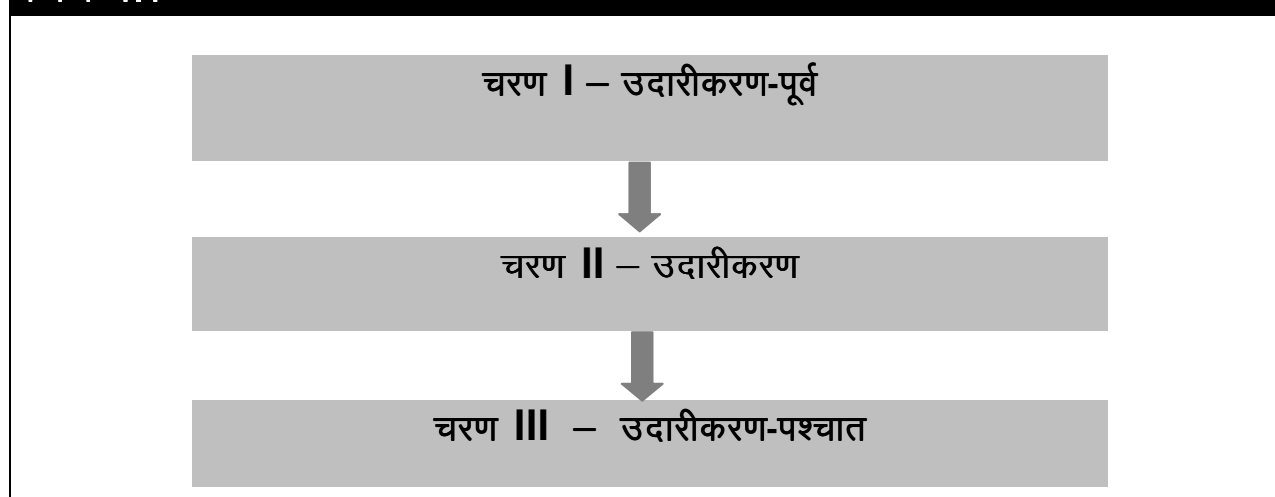 चरण I – उदारीकरण-पूर्व
चरण II – उदारीकरण
चरण III – उदारीकरण-पश्चात